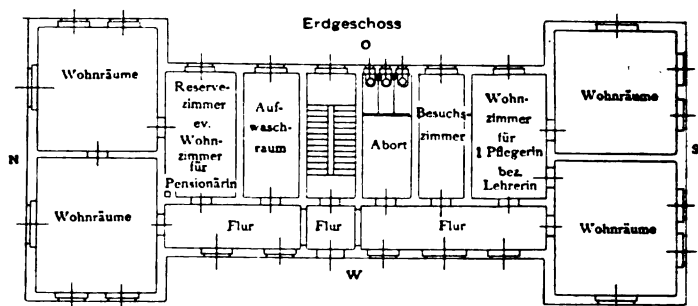 Erdgeschoss
O
Wohnräume
Reserve-
zimmer
ev.
Wohn-
zimmer
für
Pensionärin
Auf-
wasch-
raum
Abort
Besuchs-
zimmer
Wohn-
zimmer
für
1 Pflegerin
bez.
Lehrerin
Wohnräume
N
S
Wohnräume
Flur
Flur
Flur
Wohnräume
W